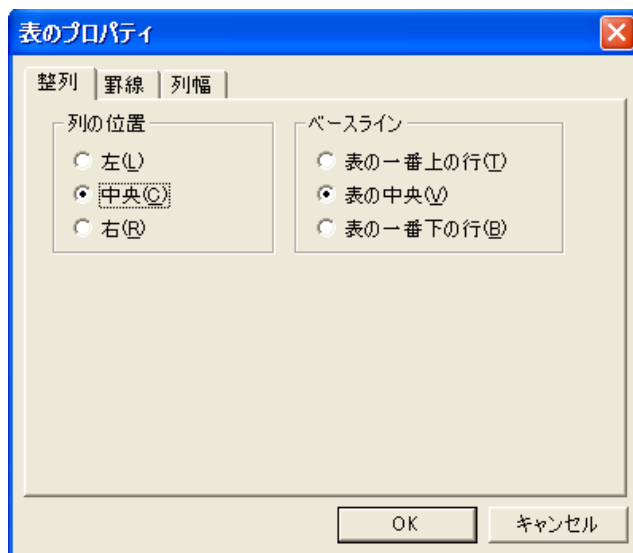 表のプロパティ
整列 罫線 列幅
列の位置
左(L)
中央(C)
右(R)
ベースライン
表の一番上の行(T)
表の中央(V)
表の一番下の行(B)
OK キャンセル